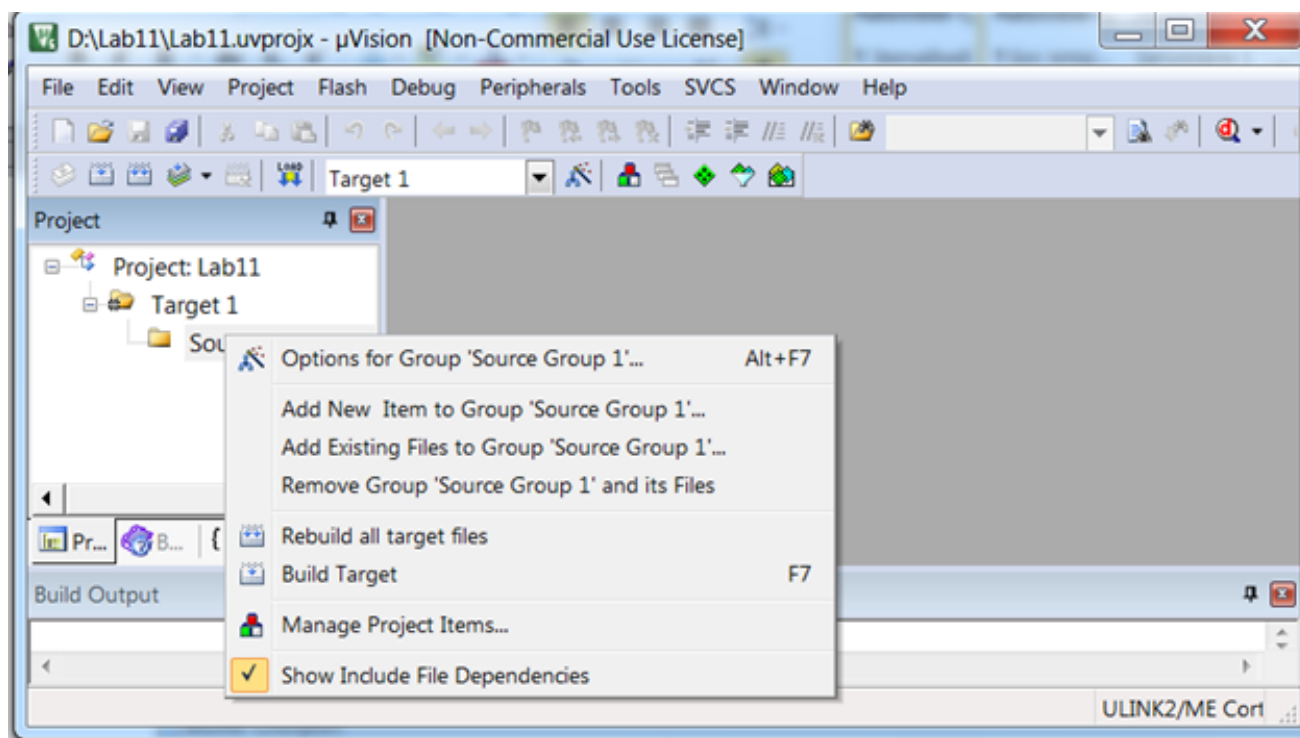 D:\Lab11\Lab11.uvprojx - µVision [Non-Commercial Use License]
File Edit View Project Flash Debug Peripherals Tools SVCS Window Help
LOAD Target 1
Project
Project: Lab11
Target 1
Sou
Options for Group 'Source Group 1'... Alt+F7
Add New  Item to Group 'Source Group 1'...
Add Existing Files to Group 'Source Group 1'...
Remove Group 'Source Group 1' and its Files
Pr... B... {
Rebuild all target files
Build Target F7
Build Output
Manage Project Items...
Show Include File Dependencies
ULINK2/ME Cort